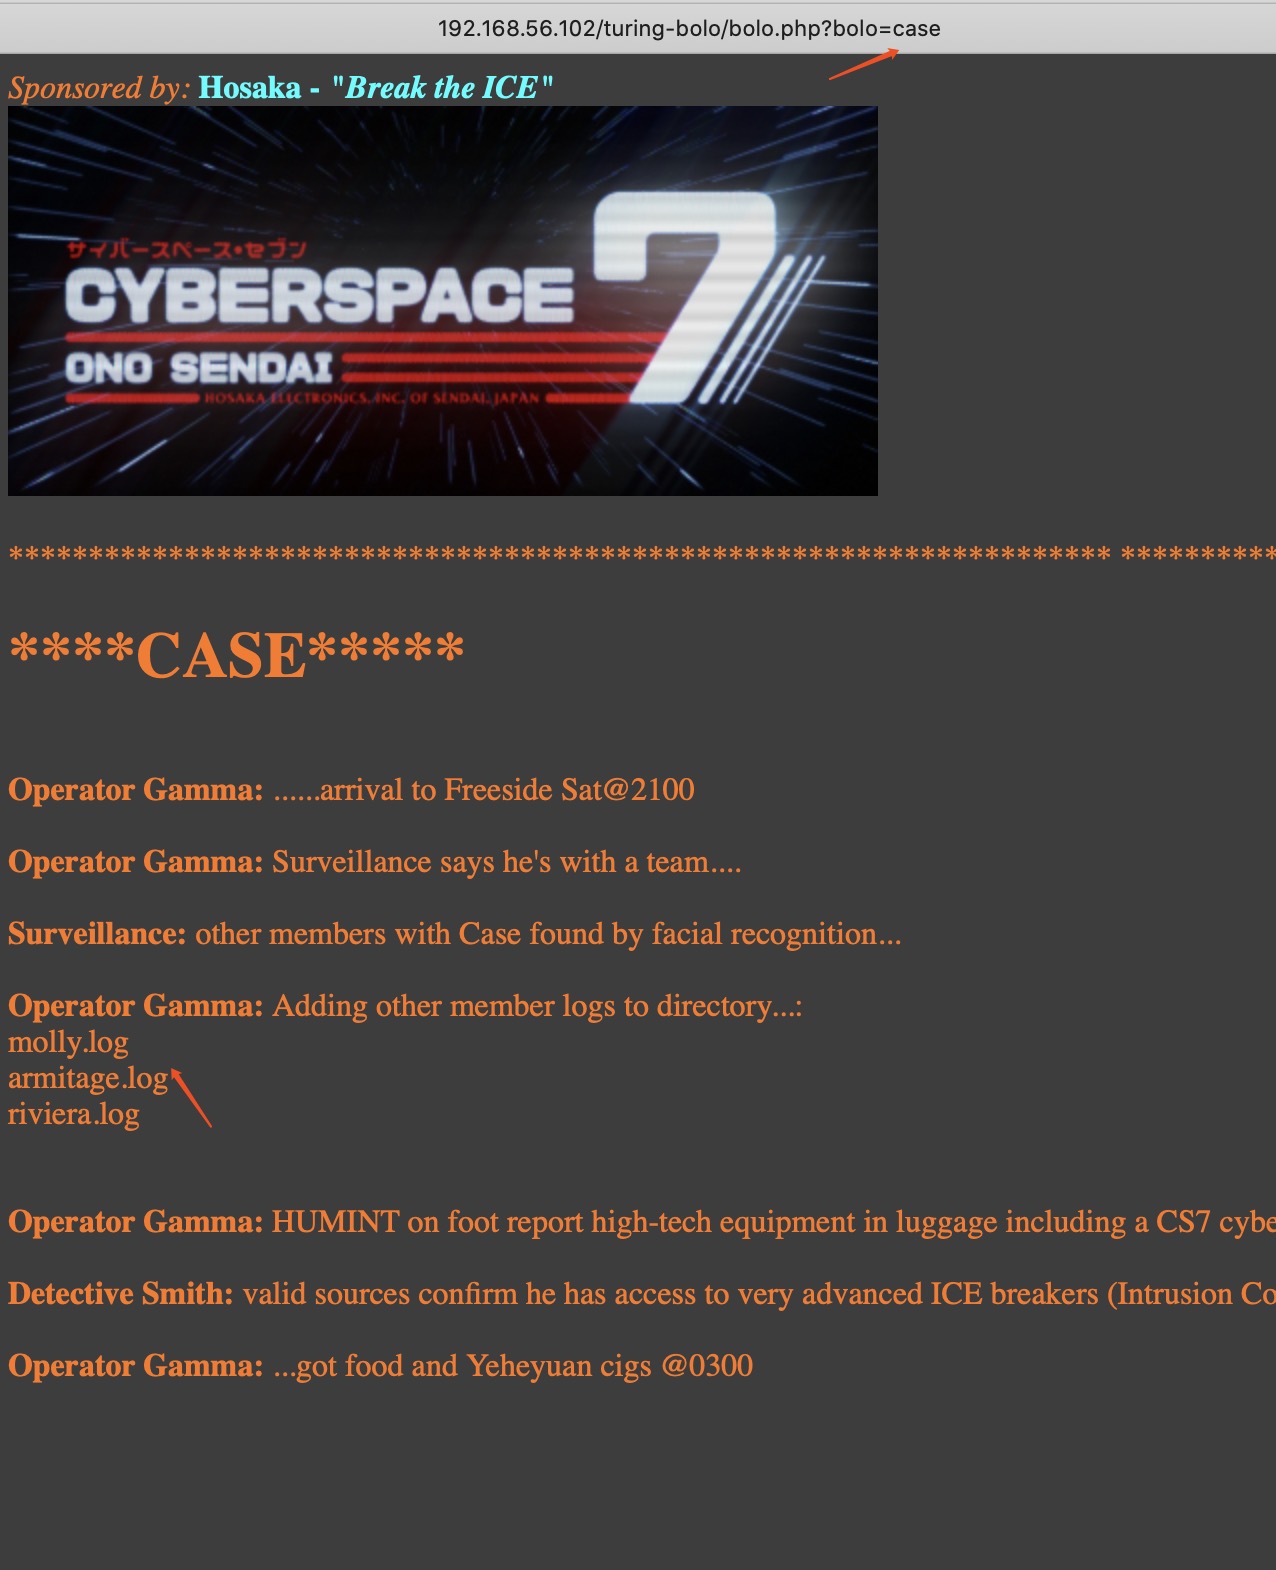 192.168.56.102/turing-bolo/bolo.php?bolo=case
Sponsored by: Hosaka - "Break the ICE"
サイバースペース・セブン
CYBERSPACE 7
ONO SENDAI
HOSAKA ELECTRONICS, INC. OF SENDAI, JAPAN
********************************************************************* **********
****CASE*****
Operator Gamma: ......arrival to Freeside Sat@2100
Operator Gamma: Surveillance says he's with a team....
Surveillance: other members with Case found by facial recognition...
Operator Gamma: Adding other member logs to directory...:
molly.log
armitage.log
riviera.log
Operator Gamma: HUMINT on foot report high-tech equipment in luggage including a CS7 cybe
Detective Smith: valid sources confirm he has access to very advanced ICE breakers (Intrusion Co
Operator Gamma: ...got food and Yeheyuan cigs @0300